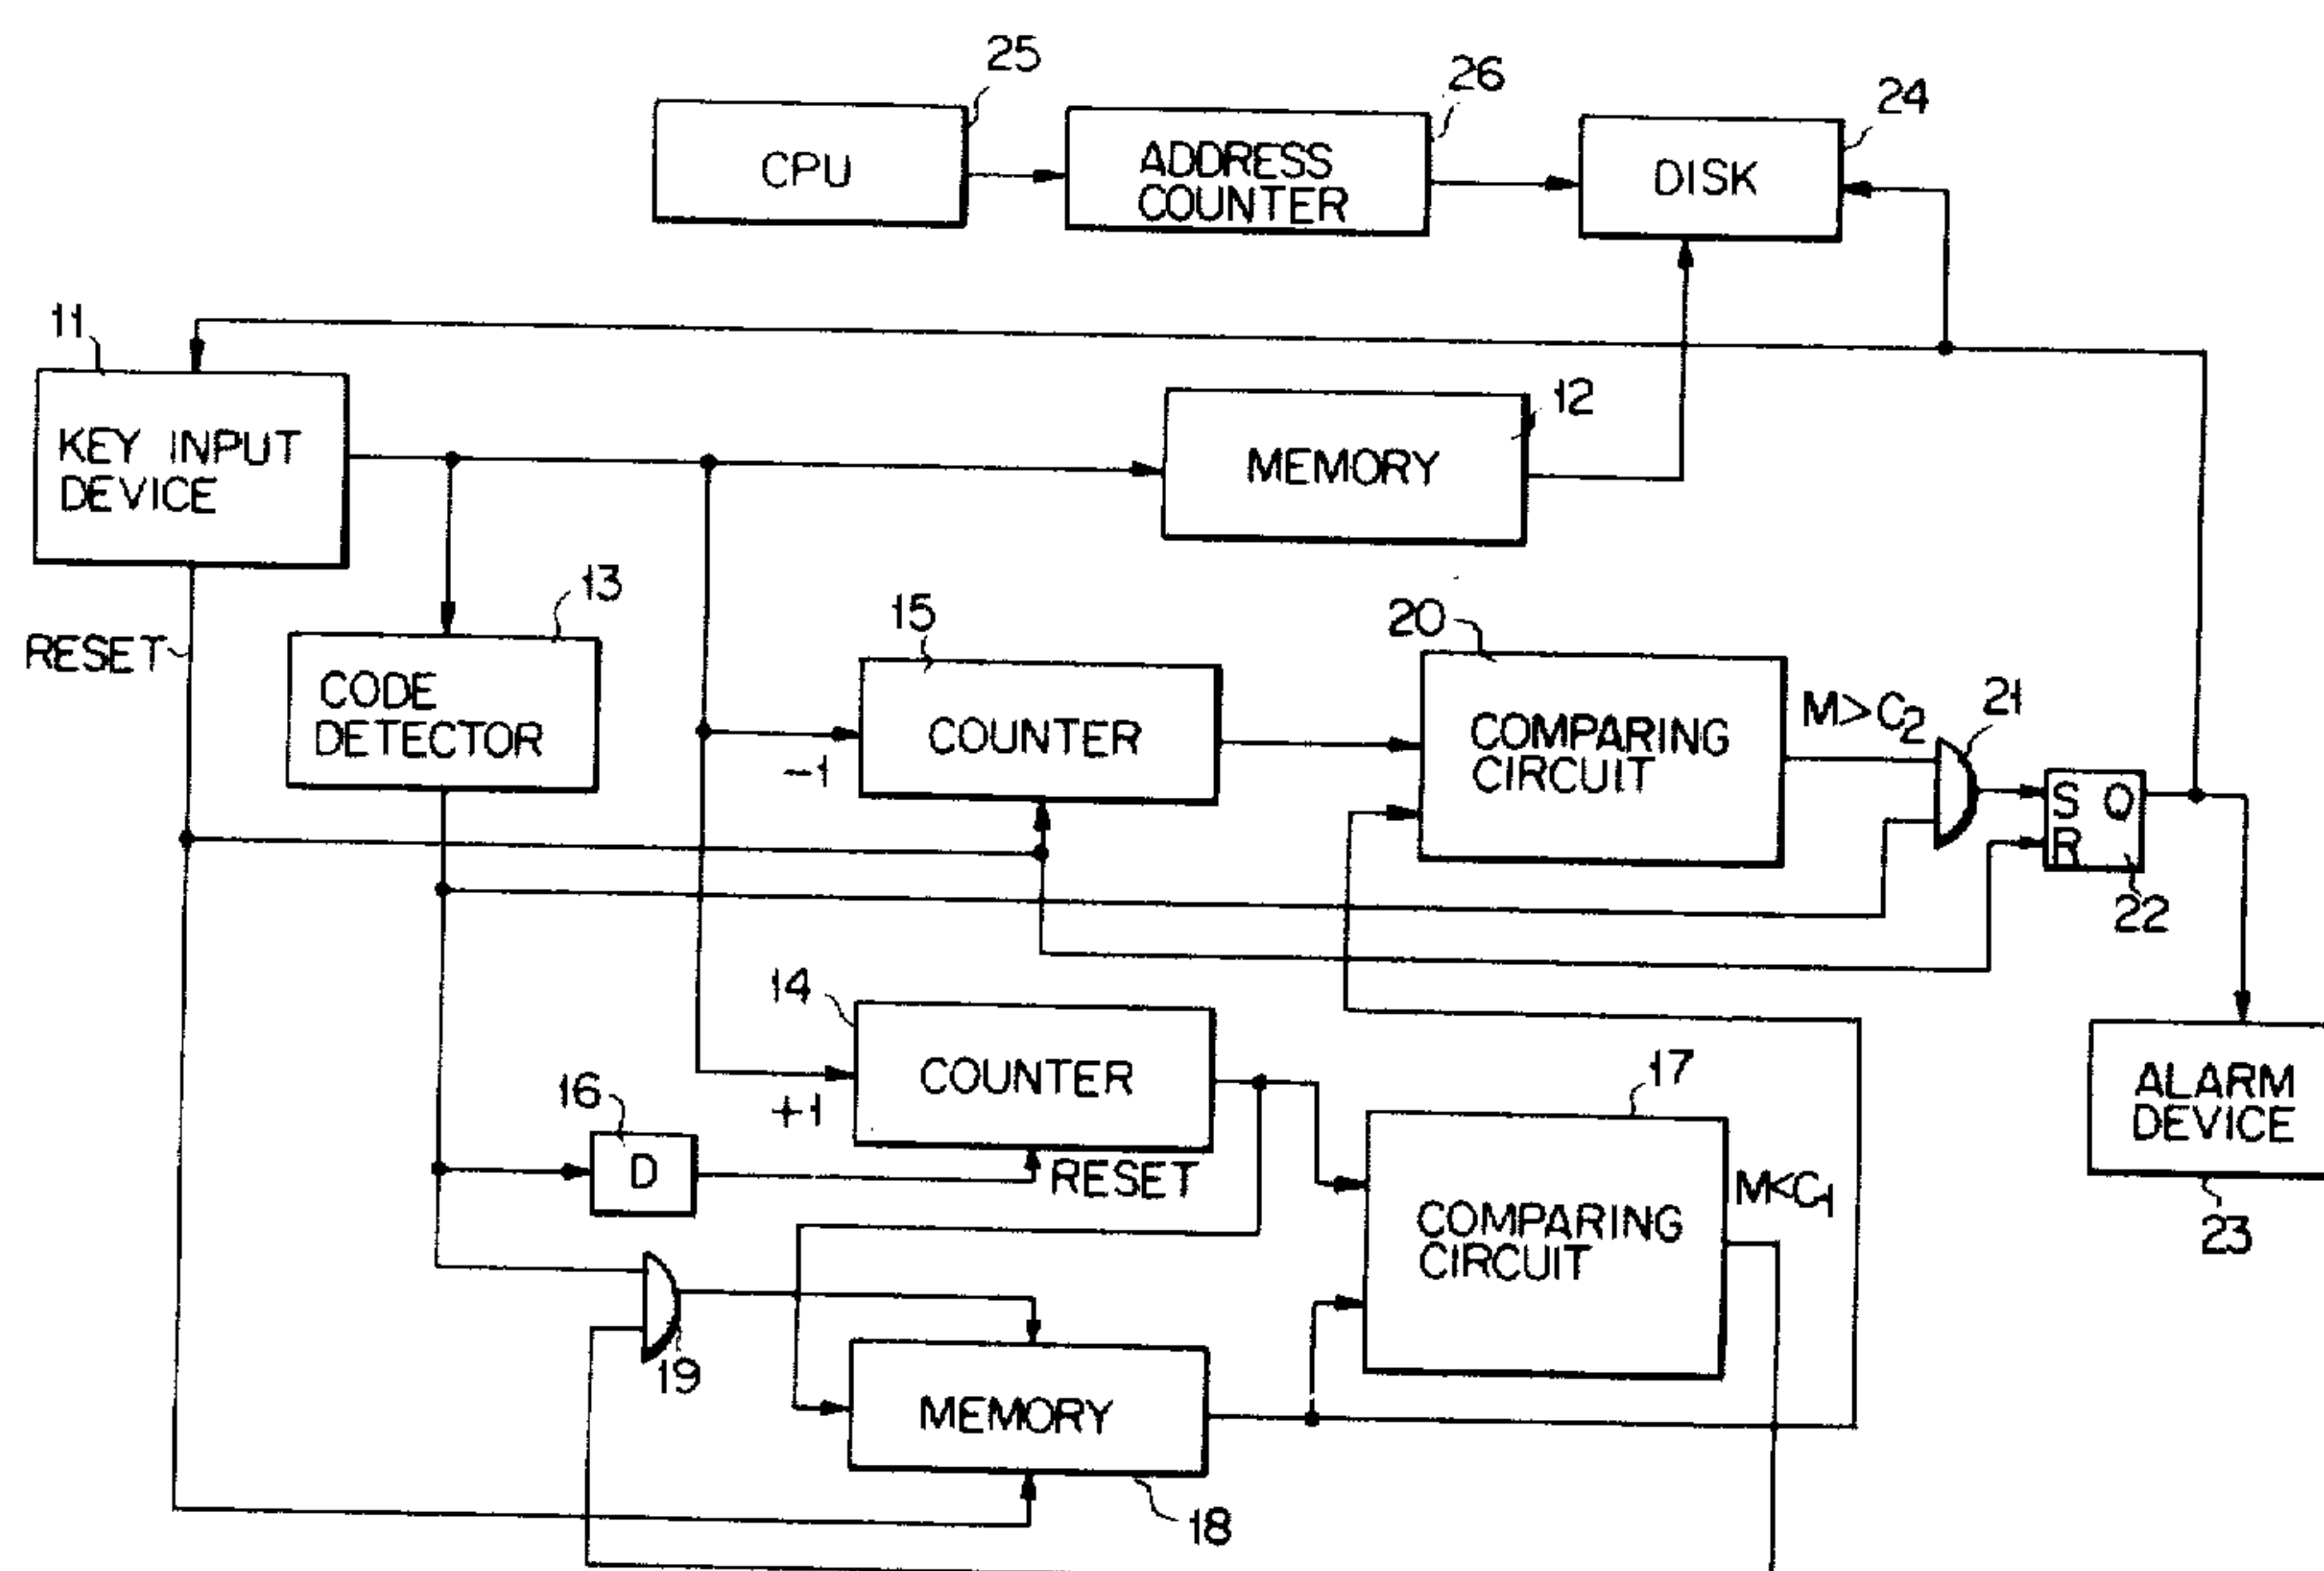 25
26
24
CPU
ADDRESS
COUNTER
DISK
11
12
KEY INPUT
DEVICE
MEMORY
13
15
20
RESET
CODE
DETECTOR
COUNTER
-1
COMPARING
CIRCUIT
M>C2
21
S Q
R
22
14
COUNTER
+1
17
16
D
RESET
COMPARING
CIRCUIT
M<C1
ALARM
DEVICE
23
19
MEMORY
18